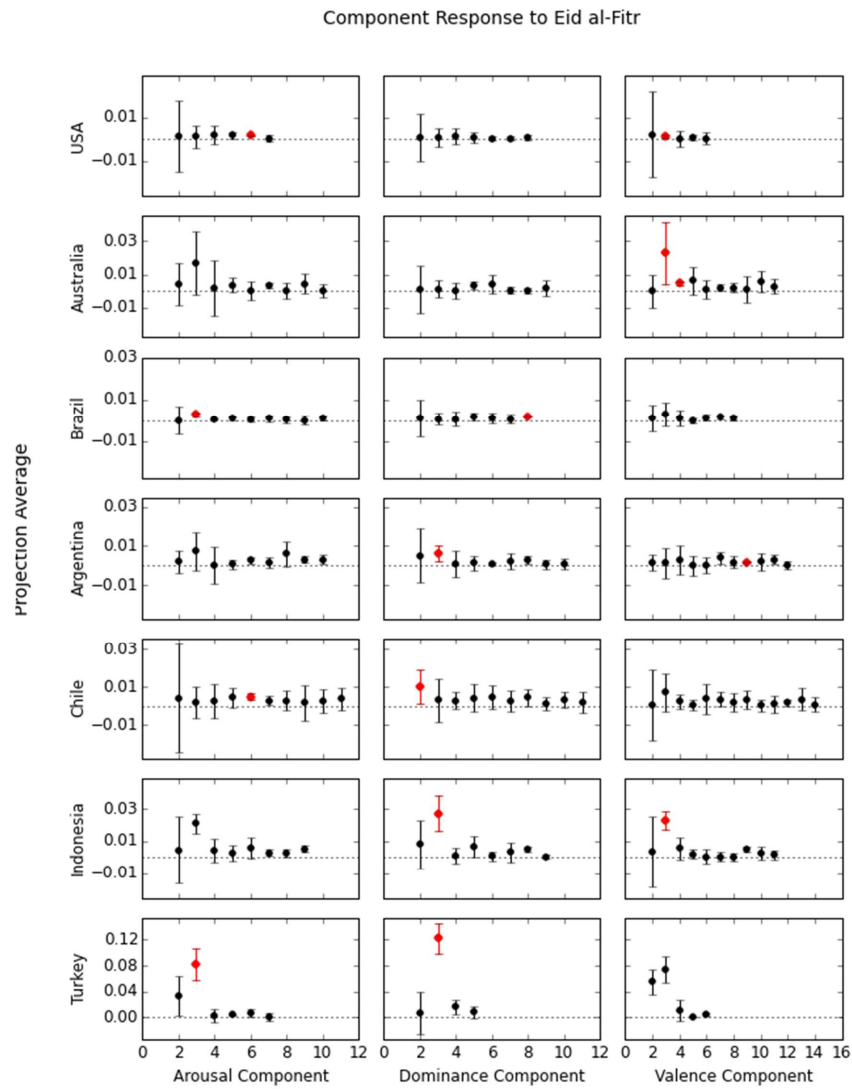 Component Response to Eid al-Fitr
Projection Average
USA
0.01
−0.01
Australia
0.03
0.01
−0.01
Brazil
0.03
0.01
−0.01
Argentina
0.03
0.01
−0.01
Chile
0.03
0.01
−0.01
Indonesia
0.03
0.01
−0.01
Turkey
0.12
0.08
0.04
0.00
0 2 4 6 8 10 12 0 2 4 6 8 10 12 0 2 4 6 8 10 12 14 16
Arousal Component Dominance Component Valence Component